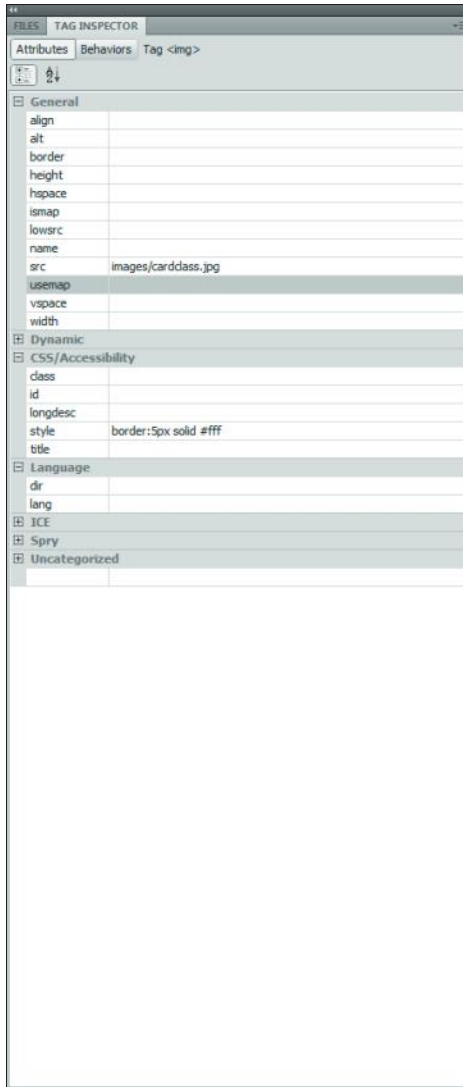 FILES TAG INSPECTOR
Attributes Behaviors Tag <img>
General
align
alt
border
height
hspace
ismap
lowsrc
name
src images/cardclass.jpg
usemap
vspace
width
Dynamic
CSS/Accessibility
class
id
longdesc
style border:5px solid #fff
title
Language
dir
lang
ICE
Spry
Uncategorized